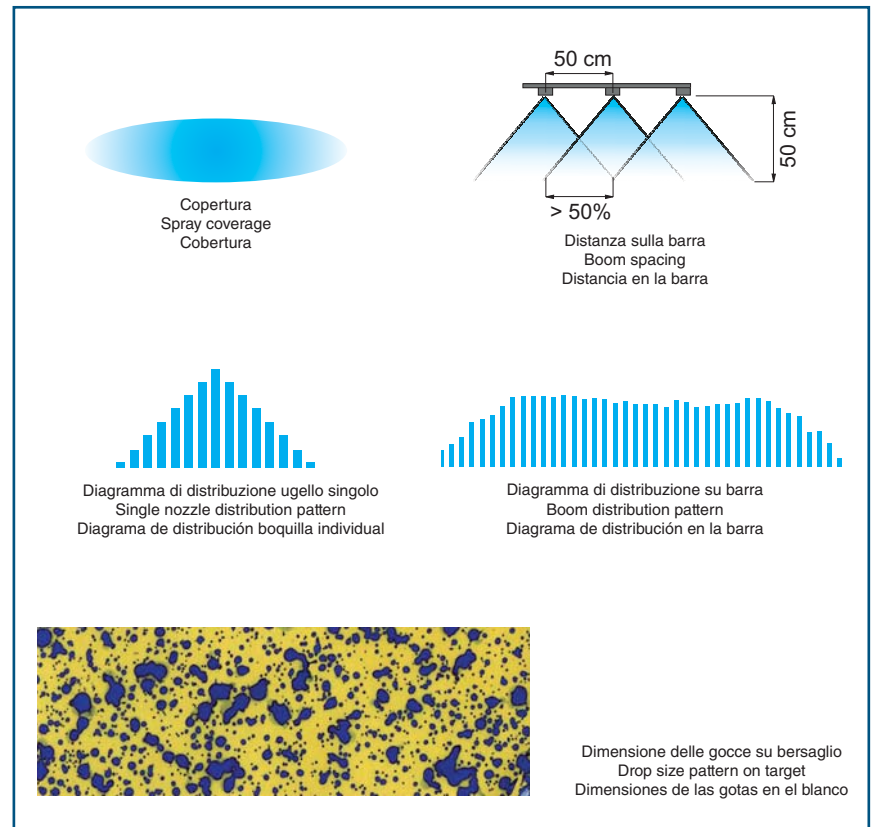 50 cm
50 cm
> 50%
Copertura
Spray coverage
Cobertura
Distanza sulla barra
Boom spacing
Distancia en la barra
Diagramma di distribuzione ugello singolo
Single nozzle distribution pattern
Diagrama de distribución boquilla individual
Diagramma di distribuzione su barra
Boom distribution pattern
Diagrama de distribución en la barra
Dimensione delle gocce su bersaglio
Drop size pattern on target
Dimensiones de las gotas en el blanco